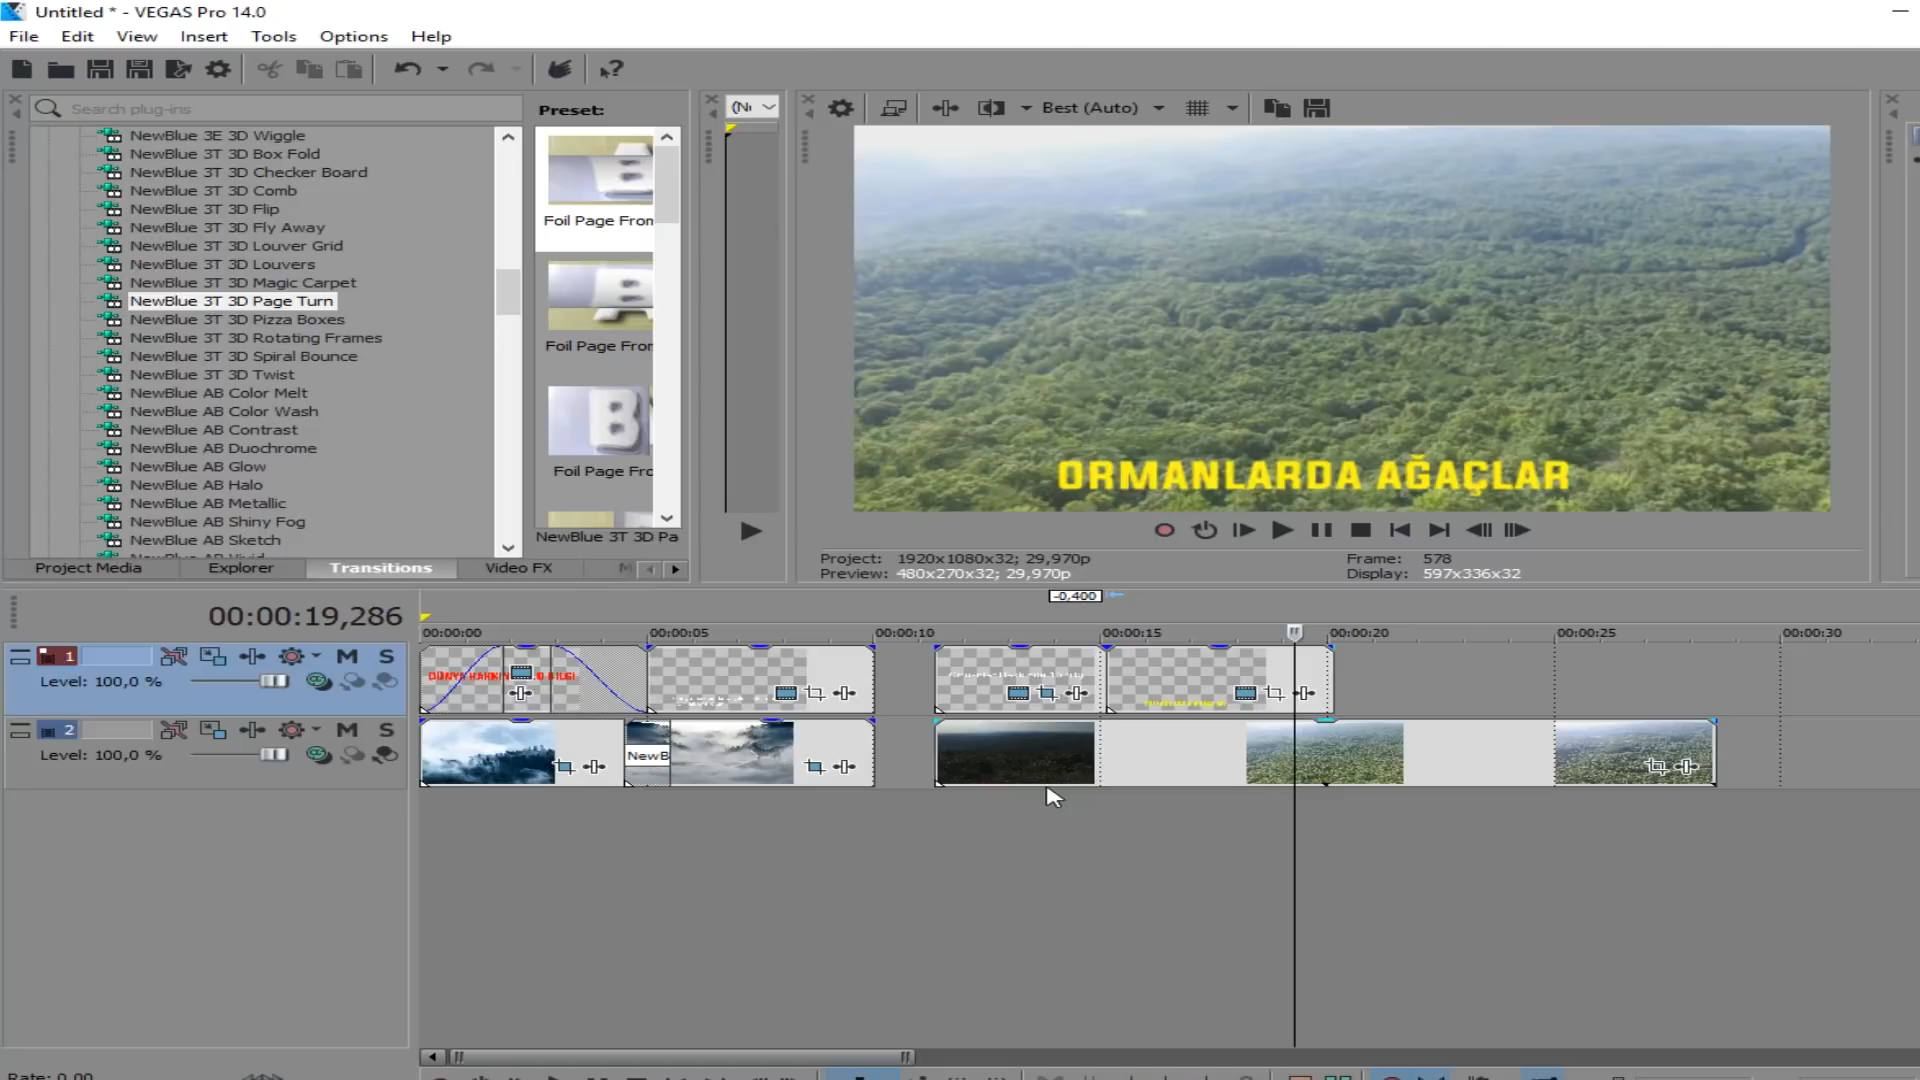 Untitled * - VEGAS Pro 14.0
File Edit View Insert Tools Options Help
Search plug-ins
Preset:
Best (Auto)
NewBlue 3E 3D Wiggle
NewBlue 3T 3D Box Fold
NewBlue 3T 3D Checker Board
NewBlue 3T 3D Comb
NewBlue 3T 3D Flip
NewBlue 3T 3D Fly Away
NewBlue 3T 3D Louver Grid
NewBlue 3T 3D Louvers
NewBlue 3T 3D Magic Carpet
NewBlue 3T 3D Page Turn
NewBlue 3T 3D Pizza Boxes
NewBlue 3T 3D Rotating Frames
NewBlue 3T 3D Spiral Bounce
NewBlue 3T 3D Twist
NewBlue AB Color Melt
NewBlue AB Color Wash
NewBlue AB Contrast
NewBlue AB Duochrome
NewBlue AB Glow
NewBlue AB Halo
NewBlue AB Metallic
NewBlue AB Shiny Fog
NewBlue AB Sketch
NewBlue AB Vivid
Foil Page Fron
Foil Page Fror
Foil Page Frc
NewBlue 3T 3D Pa
ORMANLARDA AĞAÇLAR
Project Media Explorer Transitions Video FX
Project: 1920x1080x32; 29,970p
Preview: 480x270x32; 29,970p
Frame: 578
Display: 597x336x32
-0,400
00:00:19,286
00:00:00 00:00:05 00:00:10 00:00:15 00:00:20 00:00:25 00:00:30
1 M S
Level: 100,0 %
2 M S
Level: 100,0 %
NewB
Rate: 0,00